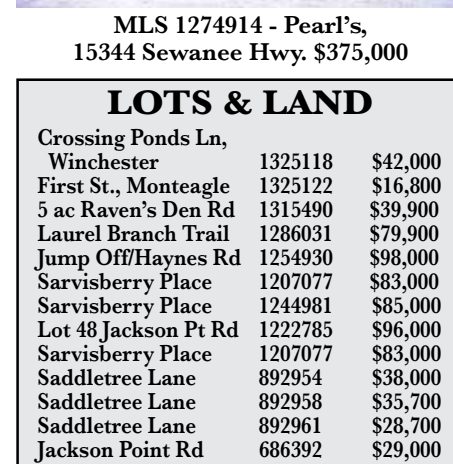 MLS 1274914 - Pearl's,
15344 Sewanee Hwy. $375,000
LOTS & LAND
Crossing Ponds Ln,
Winchester 1325118 $42,000
First St., Monteagle 1325122 $16,800
5 ac Raven's Den Rd 1315490 $39,900
Laurel Branch Trail 1286031 $79,900
Jump Off/Haynes Rd 1254930 $98,000
Sarvisberry Place 1207077 $83,000
Sarvisberry Place 1244981 $85,000
Lot 48 Jackson Pt Rd 1222785 $96,000
Sarvisberry Place 1207077 $83,000
Saddletree Lane 892954 $38,000
Saddletree Lane 892958 $35,700
Saddletree Lane 892961 $28,700
Jackson Point Rd 686392 $29,000